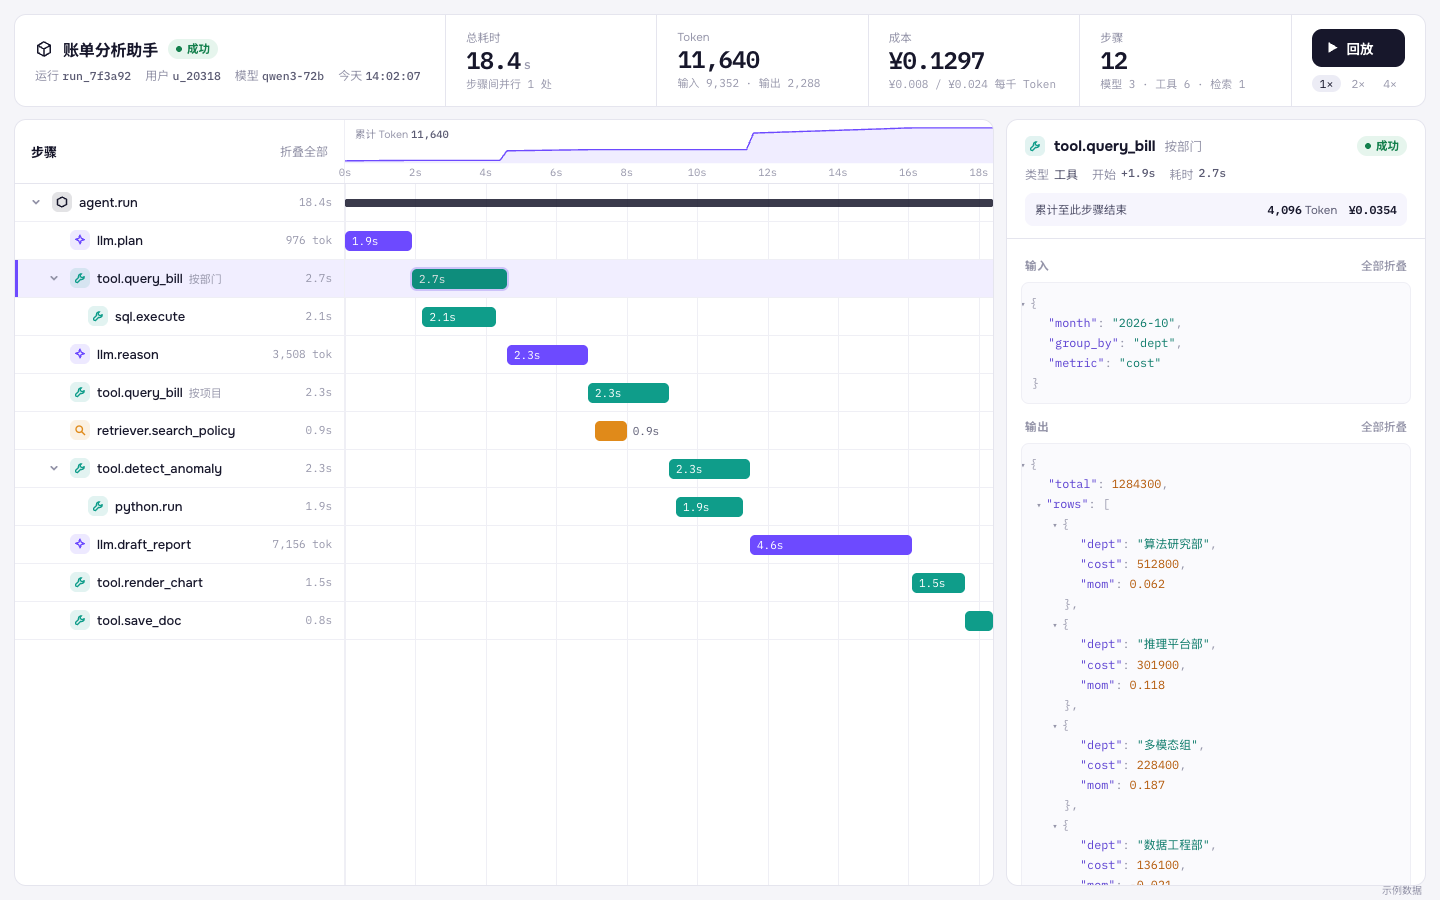 账单分析助手 成功
运行 run_7f3a92 用户 u_20318 模型 qwen3-72b 今天 14:02:07
总耗时
18.4 s
步骤间并行 1 处
Token
11,640
输入 9,352 · 输出 2,288
成本
¥0.1297
¥0.008 / ¥0.024 每千 Token
步骤
12
模型 3 · 工具 6 · 检索 1
回放
1× 2× 4×
步骤 折叠全部
累计 Token 11,640
0s 2s 4s 6s 8s 10s 12s 14s 16s 18s
agent.run 18.4s
llm.plan 976 tok 1.9s
tool.query_bill 按部门 2.7s 2.7s
sql.execute 2.1s 2.1s
llm.reason 3,508 tok 2.3s
tool.query_bill 按项目 2.3s 2.3s
retriever.search_policy 0.9s 0.9s
tool.detect_anomaly 2.3s 2.3s
python.run 1.9s 1.9s
llm.draft_report 7,156 tok 4.6s
tool.render_chart 1.5s 1.5s
tool.save_doc 0.8s
tool.query_bill 按部门 成功
类型 工具 开始 +1.9s 耗时 2.7s
累计至此步骤结束 4,096 Token ¥0.0354
输入 全部折叠
{
"month": "2026-10",
"group_by": "dept",
"metric": "cost"
}
输出 全部折叠
{
"total": 1284300,
"rows": [
{
"dept": "算法研究部",
"cost": 512800,
"mom": 0.062
},
{
"dept": "推理平台部",
"cost": 301900,
"mom": 0.118
},
{
"dept": "多模态组",
"cost": 228400,
"mom": 0.187
},
{
"dept": "数据工程部",
"cost": 136100,
"mom":
示例数据